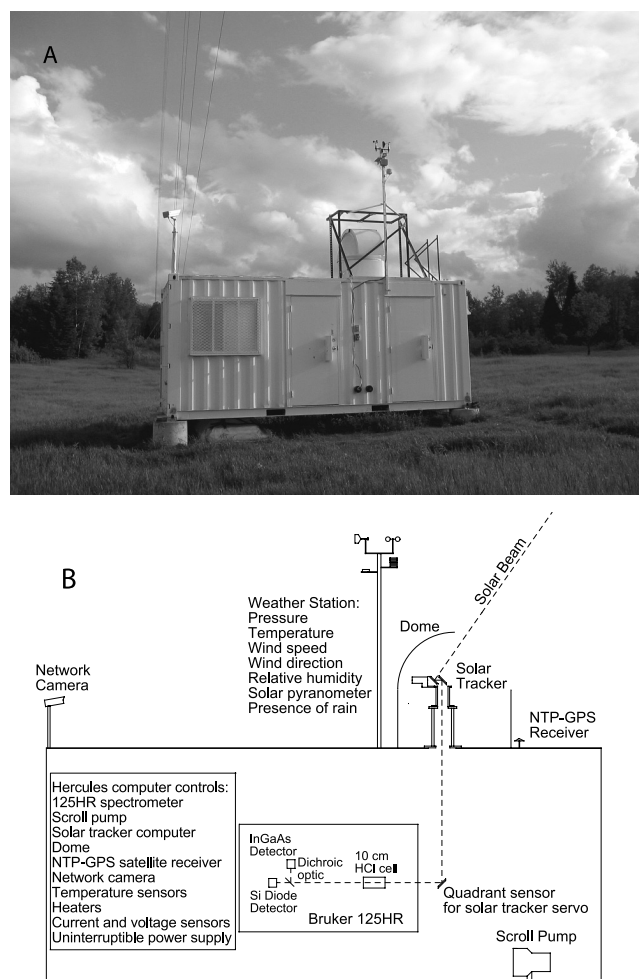 A
B
Solar Beam
Weather Station:
Pressure
Temperature
Wind speed
Wind direction
Relative humidity
Solar pyranometer
Presence of rain
Dome
Solar
Tracker
Network
Camera
NTP-GPS
Receiver
Hercules computer controls:
125HR spectrometer
Scroll pump
Solar tracker computer
Dome
NTP-GPS satellite receiver
Network camera
Temperature sensors
Heaters
Current and voltage sensors
Uninterruptible power supply
InGaAs
Detector
Dichroic
optic
10 cm
HCl cell
Si Diode
Detector
Bruker 125HR
Quadrant sensor
for solar tracker servo
Scroll Pump